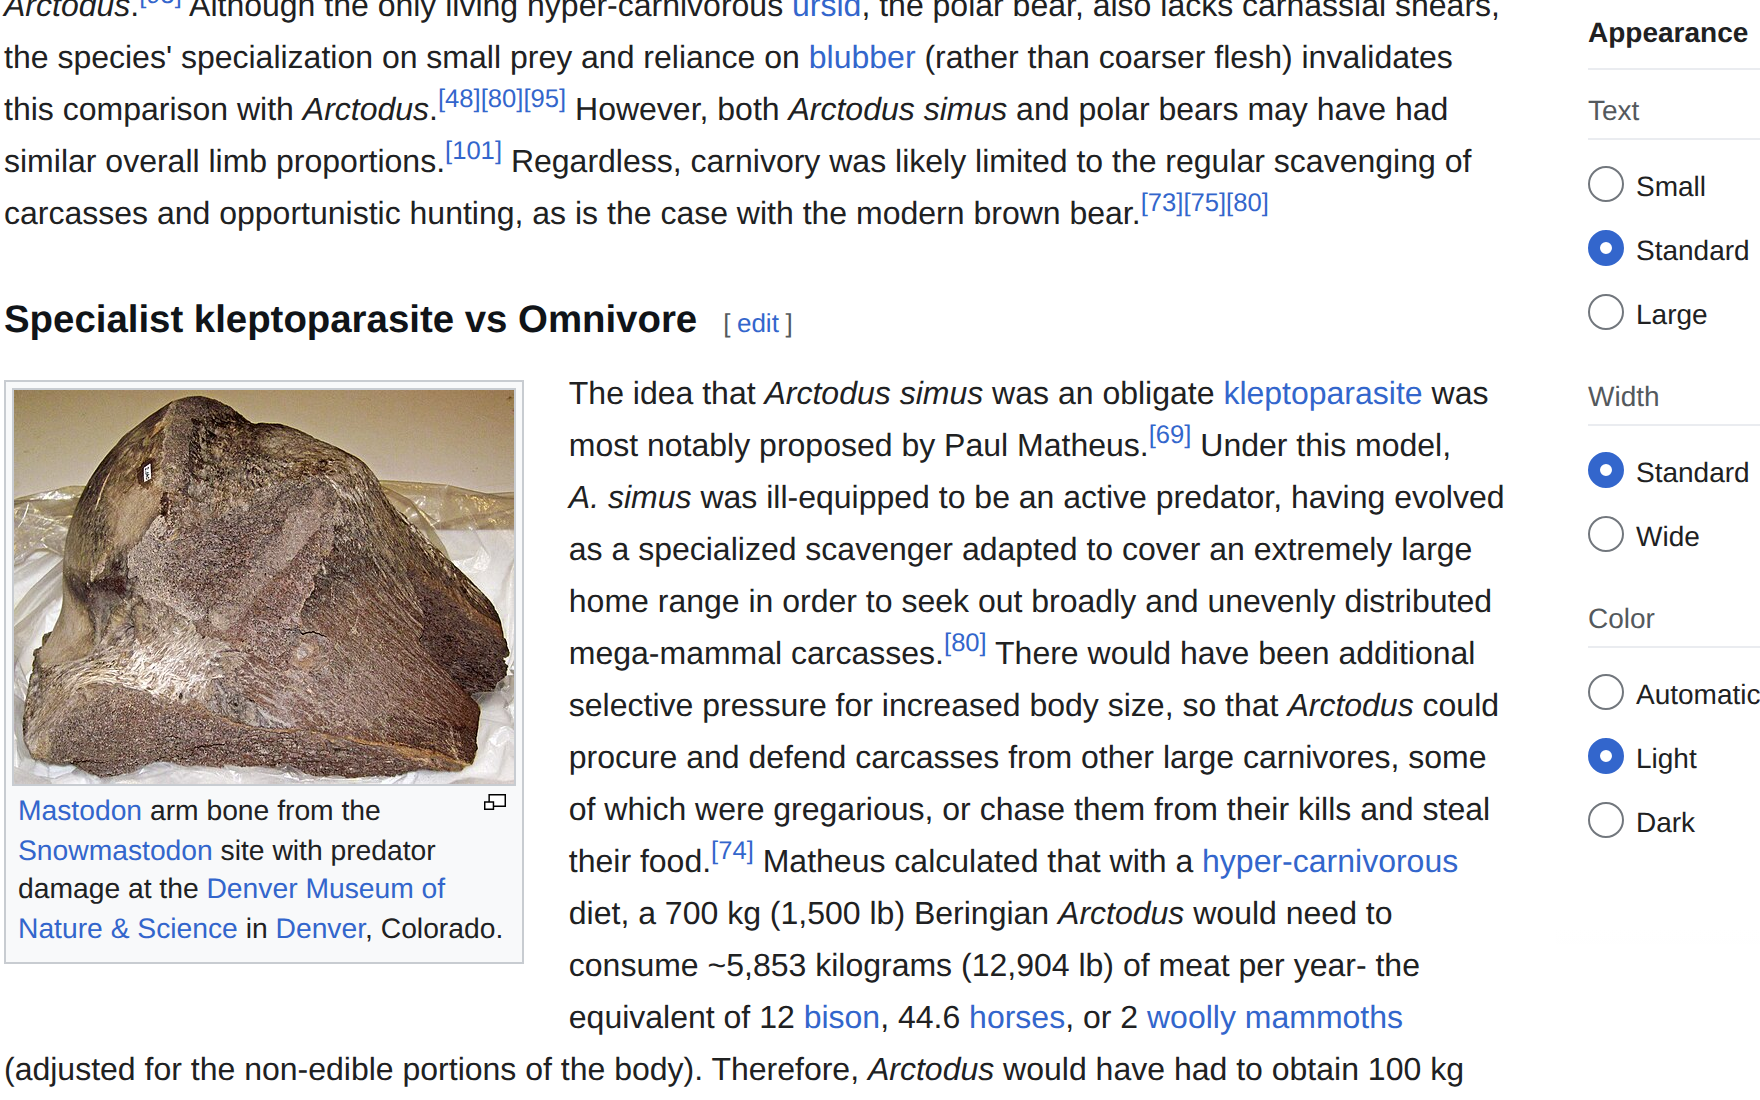 Arctodus. Although the only living hyper-carnivorous ursid, the polar bear, also lacks carnassial shears,
the species' specialization on small prey and reliance on blubber (rather than coarser flesh) invalidates
this comparison with Arctodus.[48][80][95] However, both Arctodus simus and polar bears may have had
similar overall limb proportions.[101] Regardless, carnivory was likely limited to the regular scavenging of
carcasses and opportunistic hunting, as is the case with the modern brown bear.[73][75][80]
Specialist kleptoparasite vs Omnivore [ edit ]
Mastodon arm bone from the
Snowmastodon site with predator
damage at the Denver Museum of
Nature & Science in Denver, Colorado.
The idea that Arctodus simus was an obligate kleptoparasite was
most notably proposed by Paul Matheus.[69] Under this model,
A. simus was ill-equipped to be an active predator, having evolved
as a specialized scavenger adapted to cover an extremely large
home range in order to seek out broadly and unevenly distributed
mega-mammal carcasses.[80] There would have been additional
selective pressure for increased body size, so that Arctodus could
procure and defend carcasses from other large carnivores, some
of which were gregarious, or chase them from their kills and steal
their food.[74] Matheus calculated that with a hyper-carnivorous
diet, a 700 kg (1,500 lb) Beringian Arctodus would need to
consume ~5,853 kilograms (12,904 lb) of meat per year- the
equivalent of 12 bison, 44.6 horses, or 2 woolly mammoths
(adjusted for the non-edible portions of the body). Therefore, Arctodus would have had to obtain 100 kg
Appearance
Text
Small
Standard
Large
Width
Standard
Wide
Color
Automatic
Light
Dark